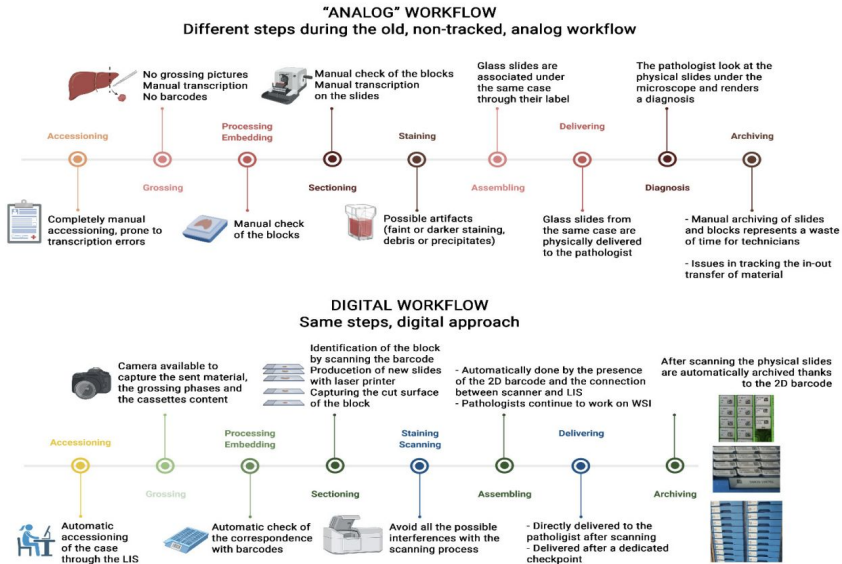 “ANALOG” WORKFLOW
Different steps during the old, non-tracked, analog workflow
No grossing pictures
Manual transcription
No barcodes
Manual check of the blocks
Manual transcription
on the slides
Glass slides are
associated under
the same case
through their label
The pathologist look at the
physical slides under the
microscope and renders
a diagnosis
Accessioning
Processing
Embedding
Staining
Delivering
Archiving
Grossing
Sectioning
Assembling
Diagnosis
Completely manual
accessioning, prone to
transcription errors
Manual check
of the blocks
Possible artifacts
(faint or darker staining,
debris or precipitates)
Glass slides from
the same case are
physically delivered
to the pathologist
- Manual archiving of slides
and blocks represents a waste
of time for technicians
- Issues in tracking the in-out
transfer of material
DIGITAL WORKFLOW
Same steps, digital approach
Camera available to
capture the sent material,
the grossing phases and
the cassettes content
Identification of the block
by scanning the barcode
Producetion of new slides
with laser printer
Capturing the cut surface
of the block
- Automatically done by the presence
of the 2D barcode and the connection
between scanner and LIS
- Pathologists continue to work on WSI
After scanning the physical slides
are automatically archived thanks
to the 2D barcode
Accessioning
Processing
Embedding
Staining
Scanning
Delivering
Grossing
Sectioning
Assembling
Archiving
Automatic
accessioning
of the case
through the LIS
Automatic check of
the correspondence
with barcodes
Avoid all the possible
interferences with the
scanning process
- Directly delivered to the
patholigist after scanning
- Delivered after a dedicated
checkpoint